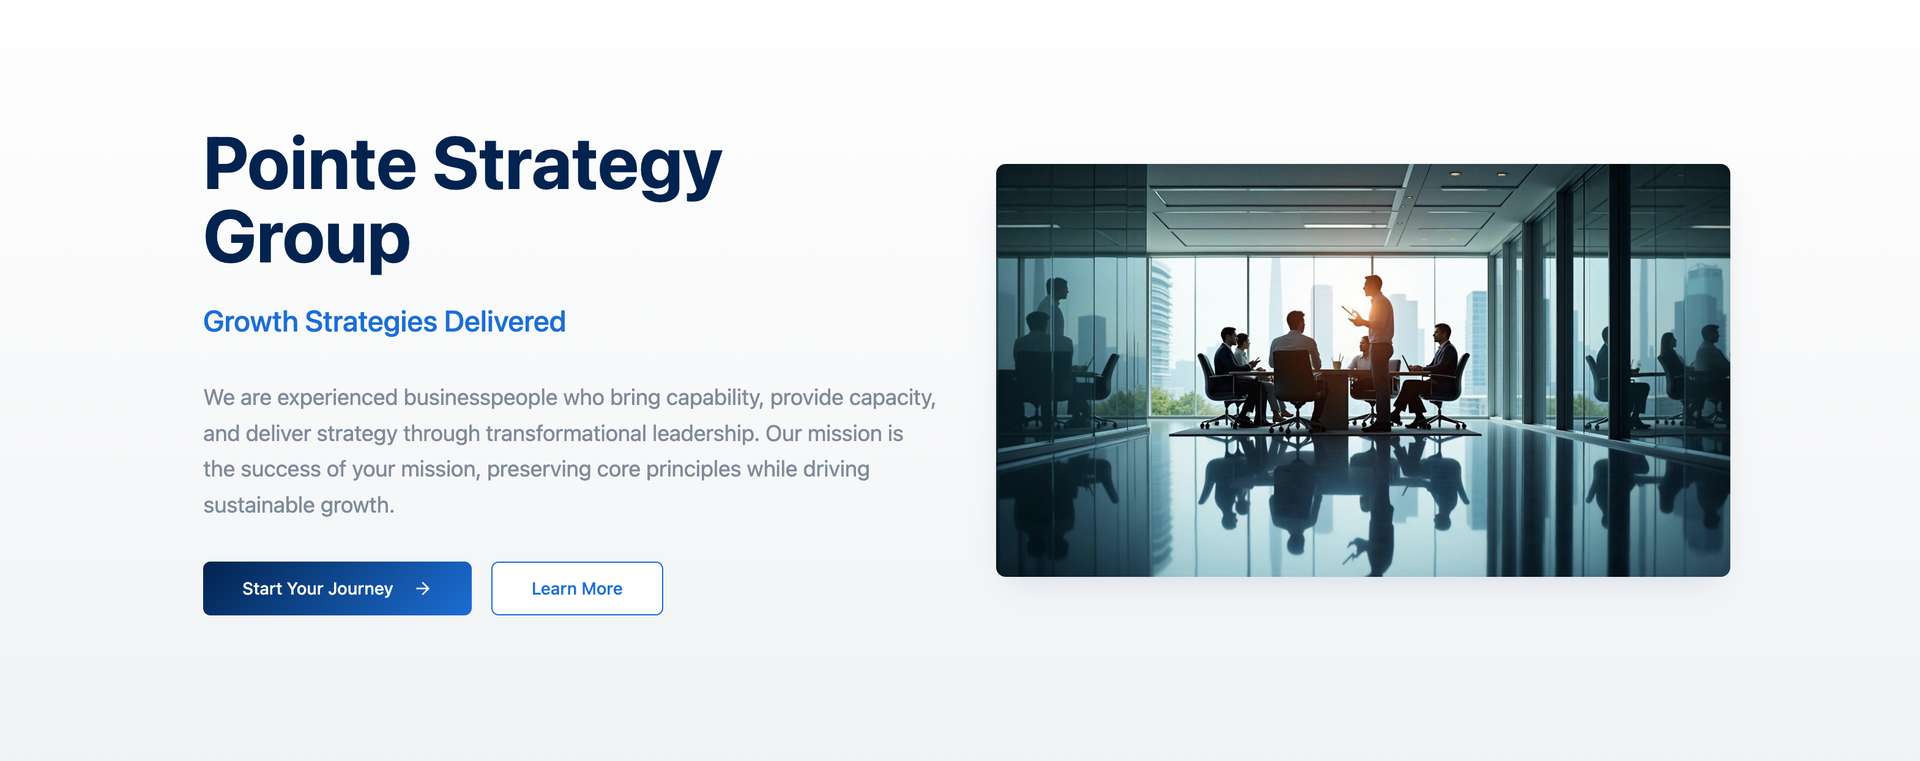 Pointe Strategy
Group
Growth Strategies Delivered
We are experienced businesspeople who bring capability, provide capacity,
and deliver strategy through transformational leadership. Our mission is
the success of your mission, preserving core principles while driving
sustainable growth.
Start Your Journey →
Learn More